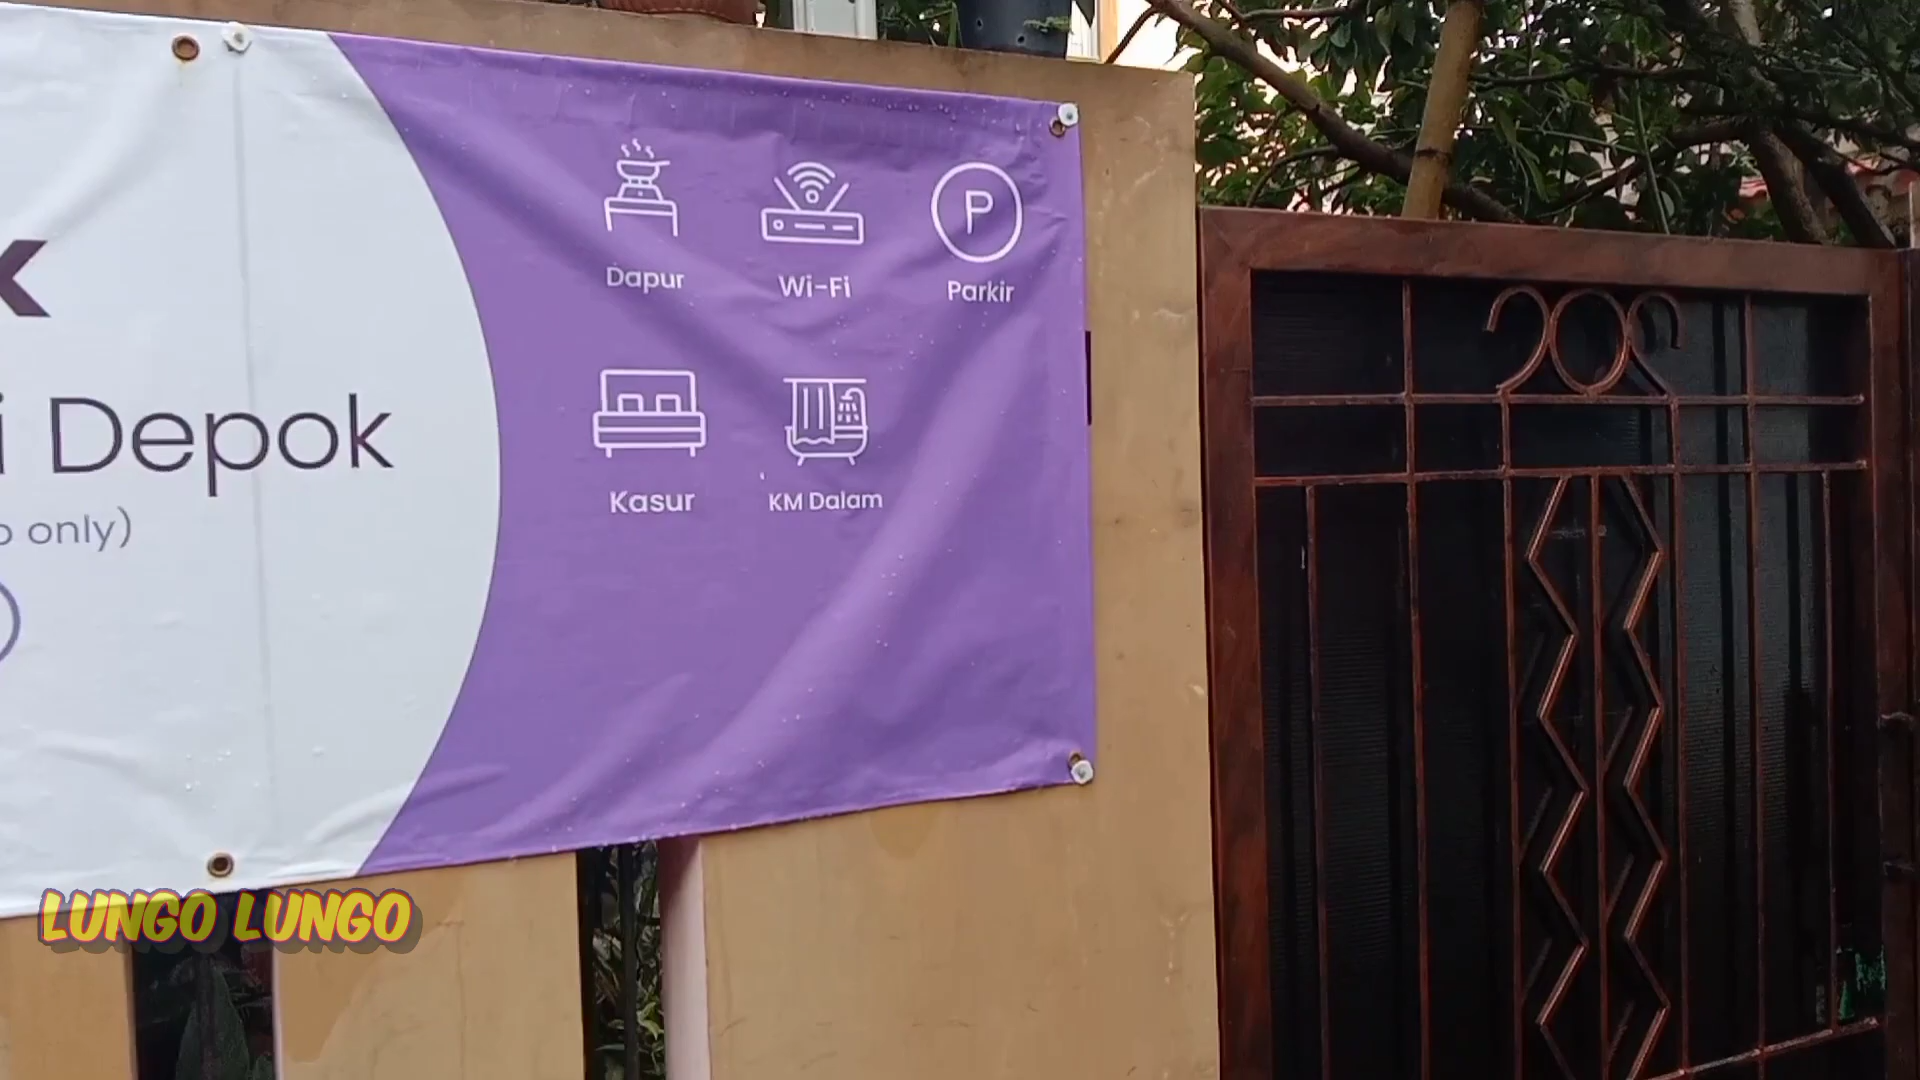 Depok
only)
Dapur
Wi-Fi
P
Parkir
Kasur
KM Dalam
LUNGO LUNGO